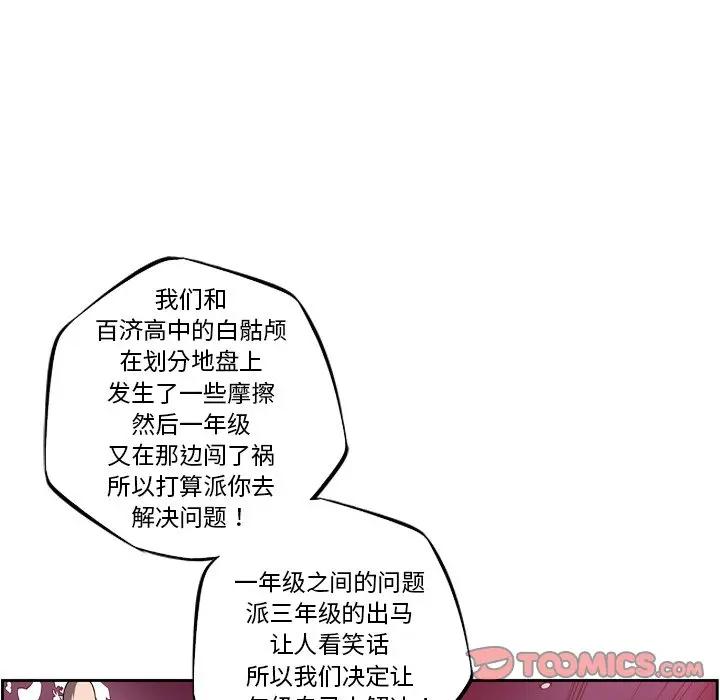 我们和
百济高中的白骷颅
在划分地盘上
发生了一些摩擦
然后一年级
又在那边闯了祸
所以打算派你去
解决问题！
一年级之间的问题
派三年级的出马
让人看笑话
所以我们决定让
TOOMICS.COM